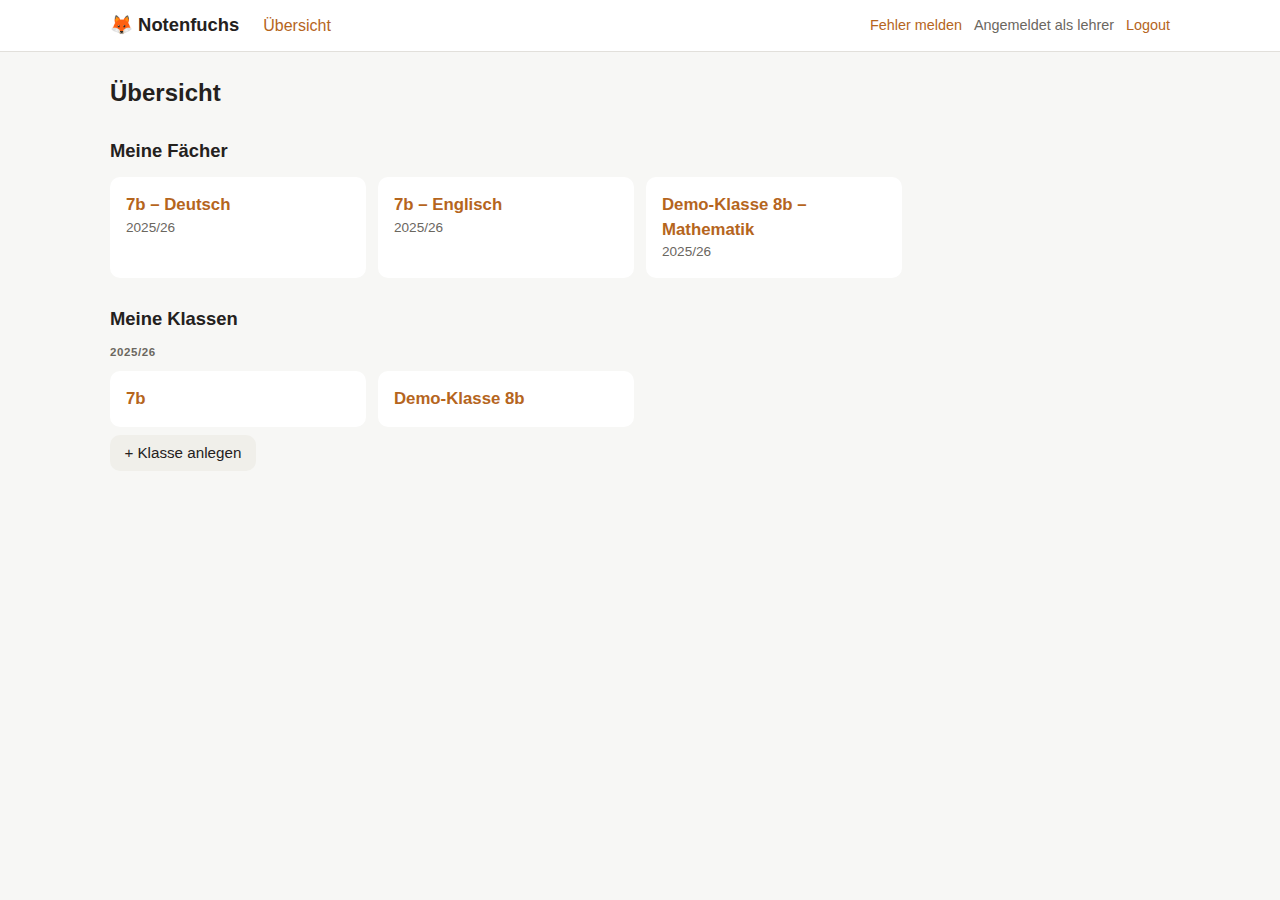 🦊 Notenfuchs Übersicht Fehler melden Angemeldet als lehrer Logout
Übersicht
Meine Fächer
7b – Deutsch
2025/26
7b – Englisch
2025/26
Demo-Klasse 8b –
Mathematik
2025/26
Meine Klassen
2025/26
7b
Demo-Klasse 8b
+ Klasse anlegen